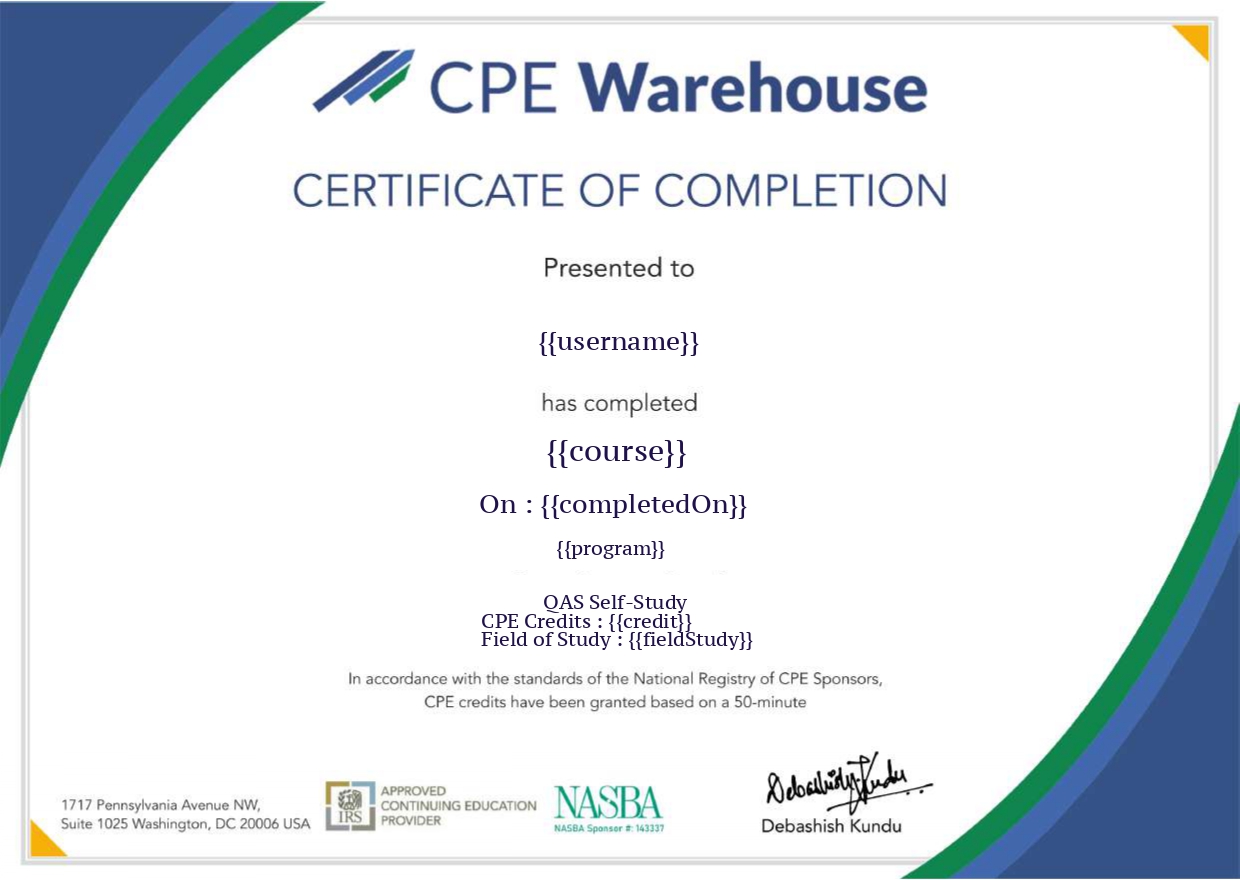 CPE Warehouse
CERTIFICATE OF COMPLETION
Presented to
{{username}}
has completed
{{course}}
On : {{completedOn}}
{{program}}
QAS Self-Study
CPE Credits : {{credit}}
Field of Study : {{fieldStudy}}
In accordance with the standards of the National Registry of CPE Sponsors,
CPE credits have been granted based on a 50-minute
1717 Pennsylvania Avenue NW,
Suite 1025 Washington, DC 20006 USA
IRS
APPROVED
CONTINUING EDUCATION
PROVIDER
NASBA
NASBA Sponsor #: 143337
Debashish Kundu
Debashish Kundu